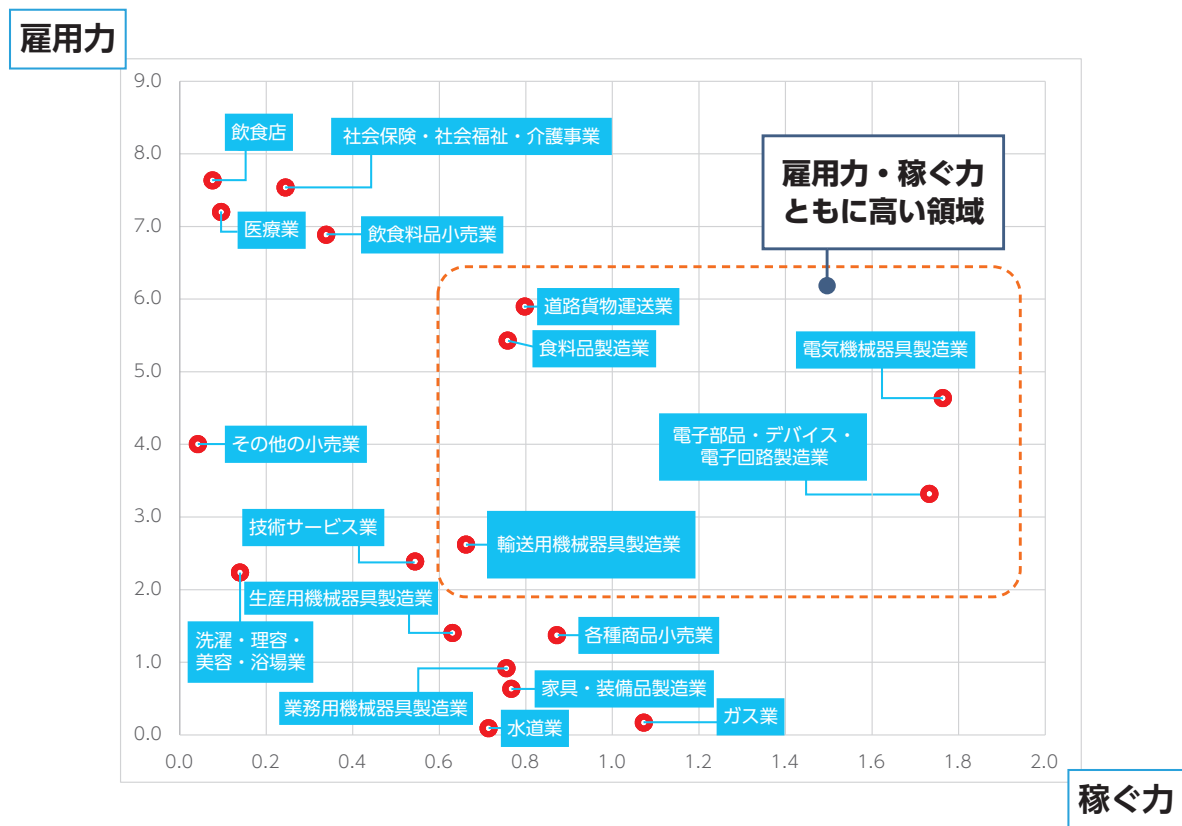 雇用力
9.0
8.0
7.0
6.0
5.0
4.0
3.0
2.0
1.0
0.0
飲食店
社会保険・社会福祉・介護事業
医療業
飲食料品小売業
雇用力・稼ぐ力
ともに高い領域
道路貨物運送業
食料品製造業
電気機械器具製造業
その他の小売業
電子部品・デバイス・
電子回路製造業
技術サービス業
輸送用機械器具製造業
生産用機械器具製造業
洗濯・理容・
美容・浴場業
各種商品小売業
業務用機械器具製造業
家具・装備品製造業
水道業
ガス業
0.0 0.2 0.4 0.6 0.8 1.0 1.2 1.4 1.6 1.8 2.0
稼ぐ力